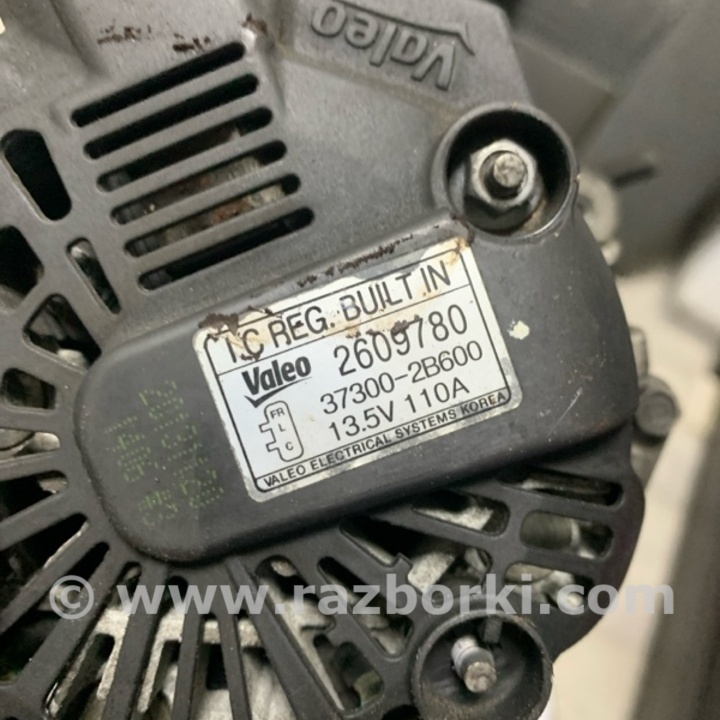 Valeo
I.C REG. BUILT IN
Valeo 2609780
37300-2B600
FR
L
C
13.5V 110A
VALEO ELECTRICAL SYSTEMS KOREA
© www.razborki.com